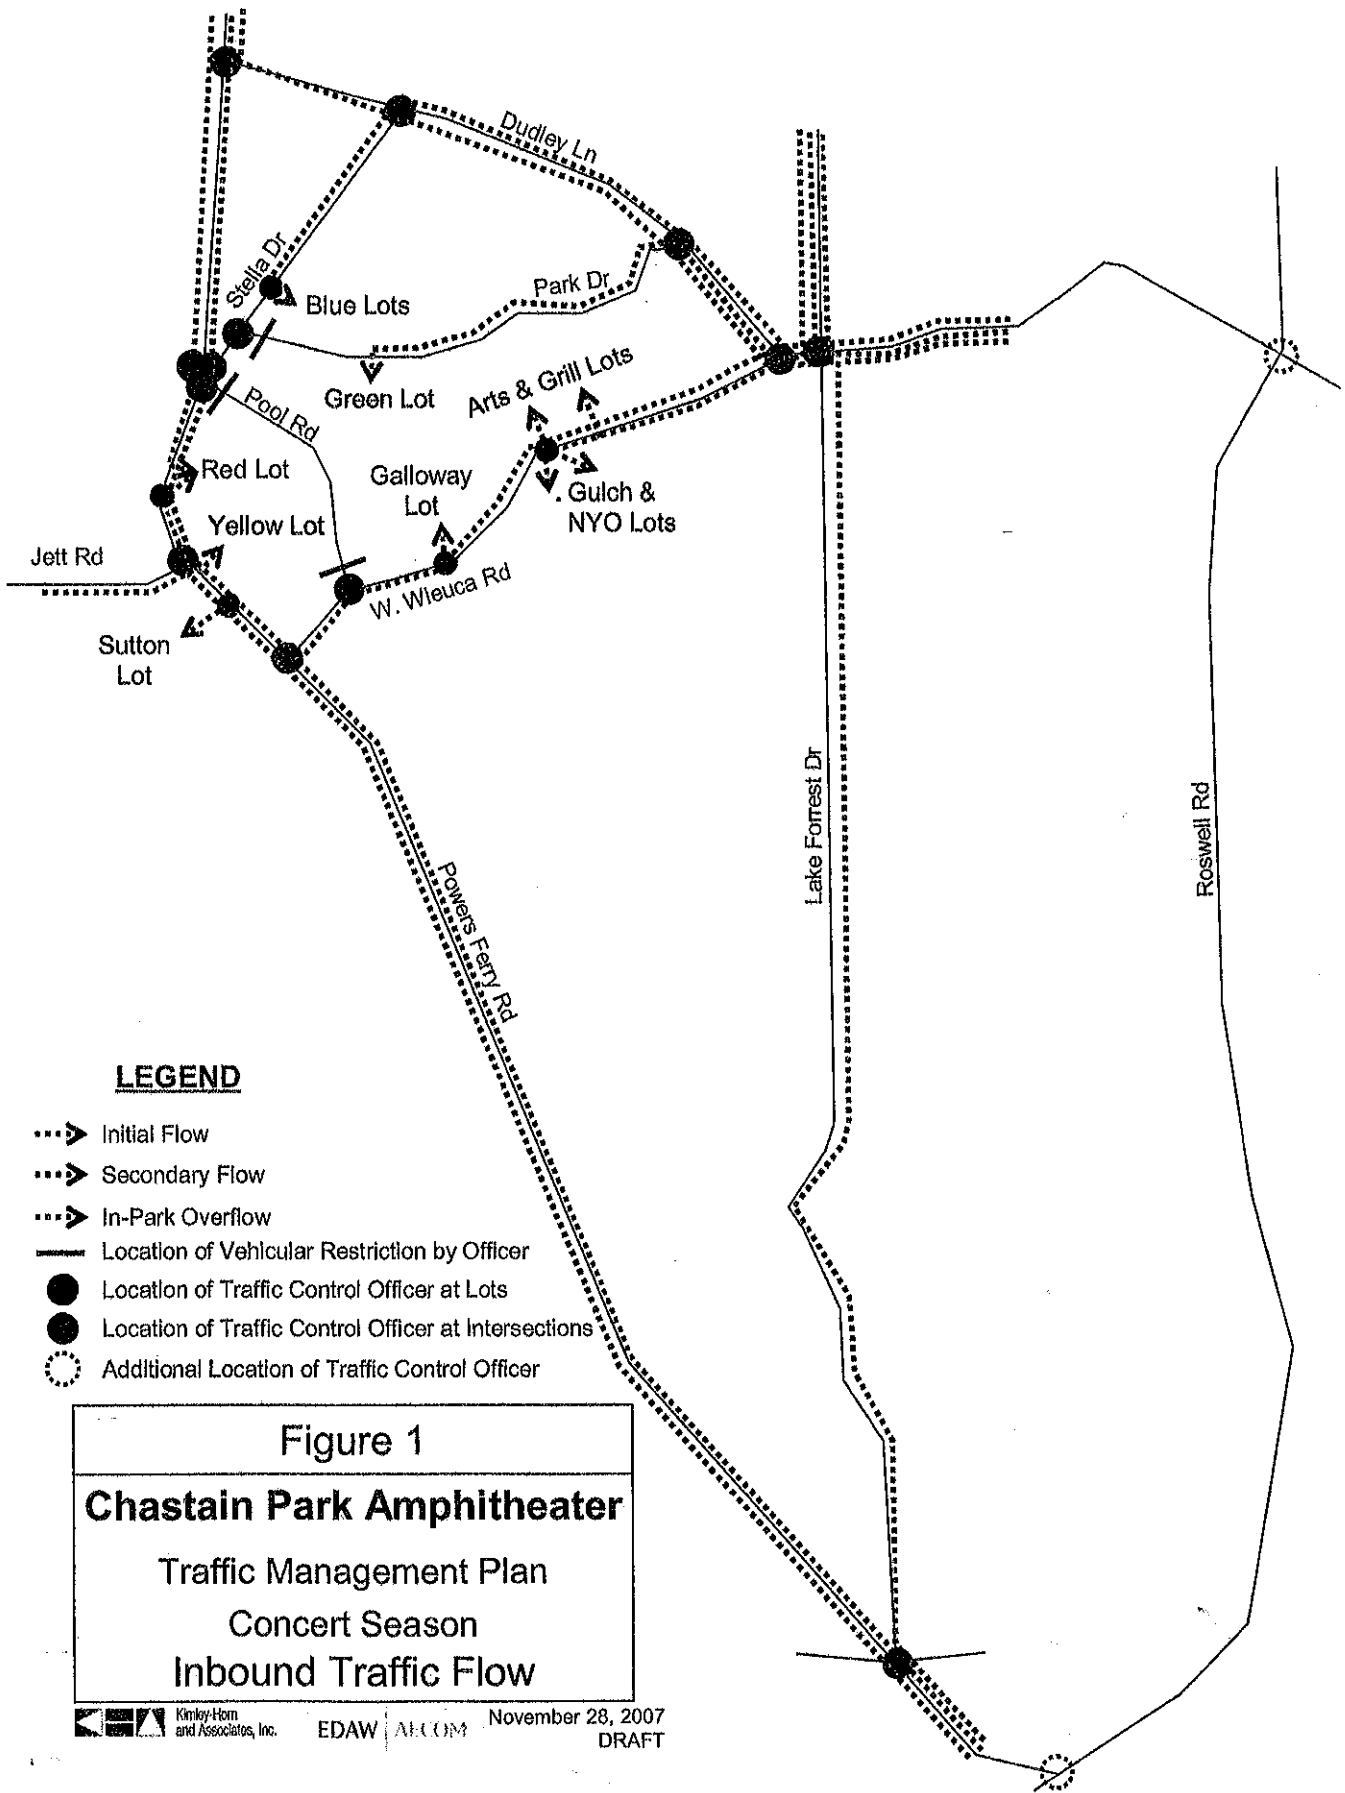 Dudley Ln
Stella Dr
Blue Lots
Park Dr
Green Lot
Arts & Grill Lots
Pool Rd
Red Lot
Galloway
Lot
Gulch &
NYO Lots
Yellow Lot
Jett Rd
W. Wieuca Rd
Sutton
Lot
Lake Forrest Dr
Roswell Rd
Powers Ferry Rd
LEGEND
Initial Flow
Secondary Flow
In-Park Overflow
Location of Vehicular Restriction by Officer
Location of Traffic Control Officer at Lots
Location of Traffic Control Officer at Intersections
Additional Location of Traffic Control Officer
Figure 1
Chastain Park Amphitheater
Traffic Management Plan
Concert Season
Inbound Traffic Flow
Kimley-Horn
and Associates, Inc.
EDAW AECOM
November 28, 2007
DRAFT